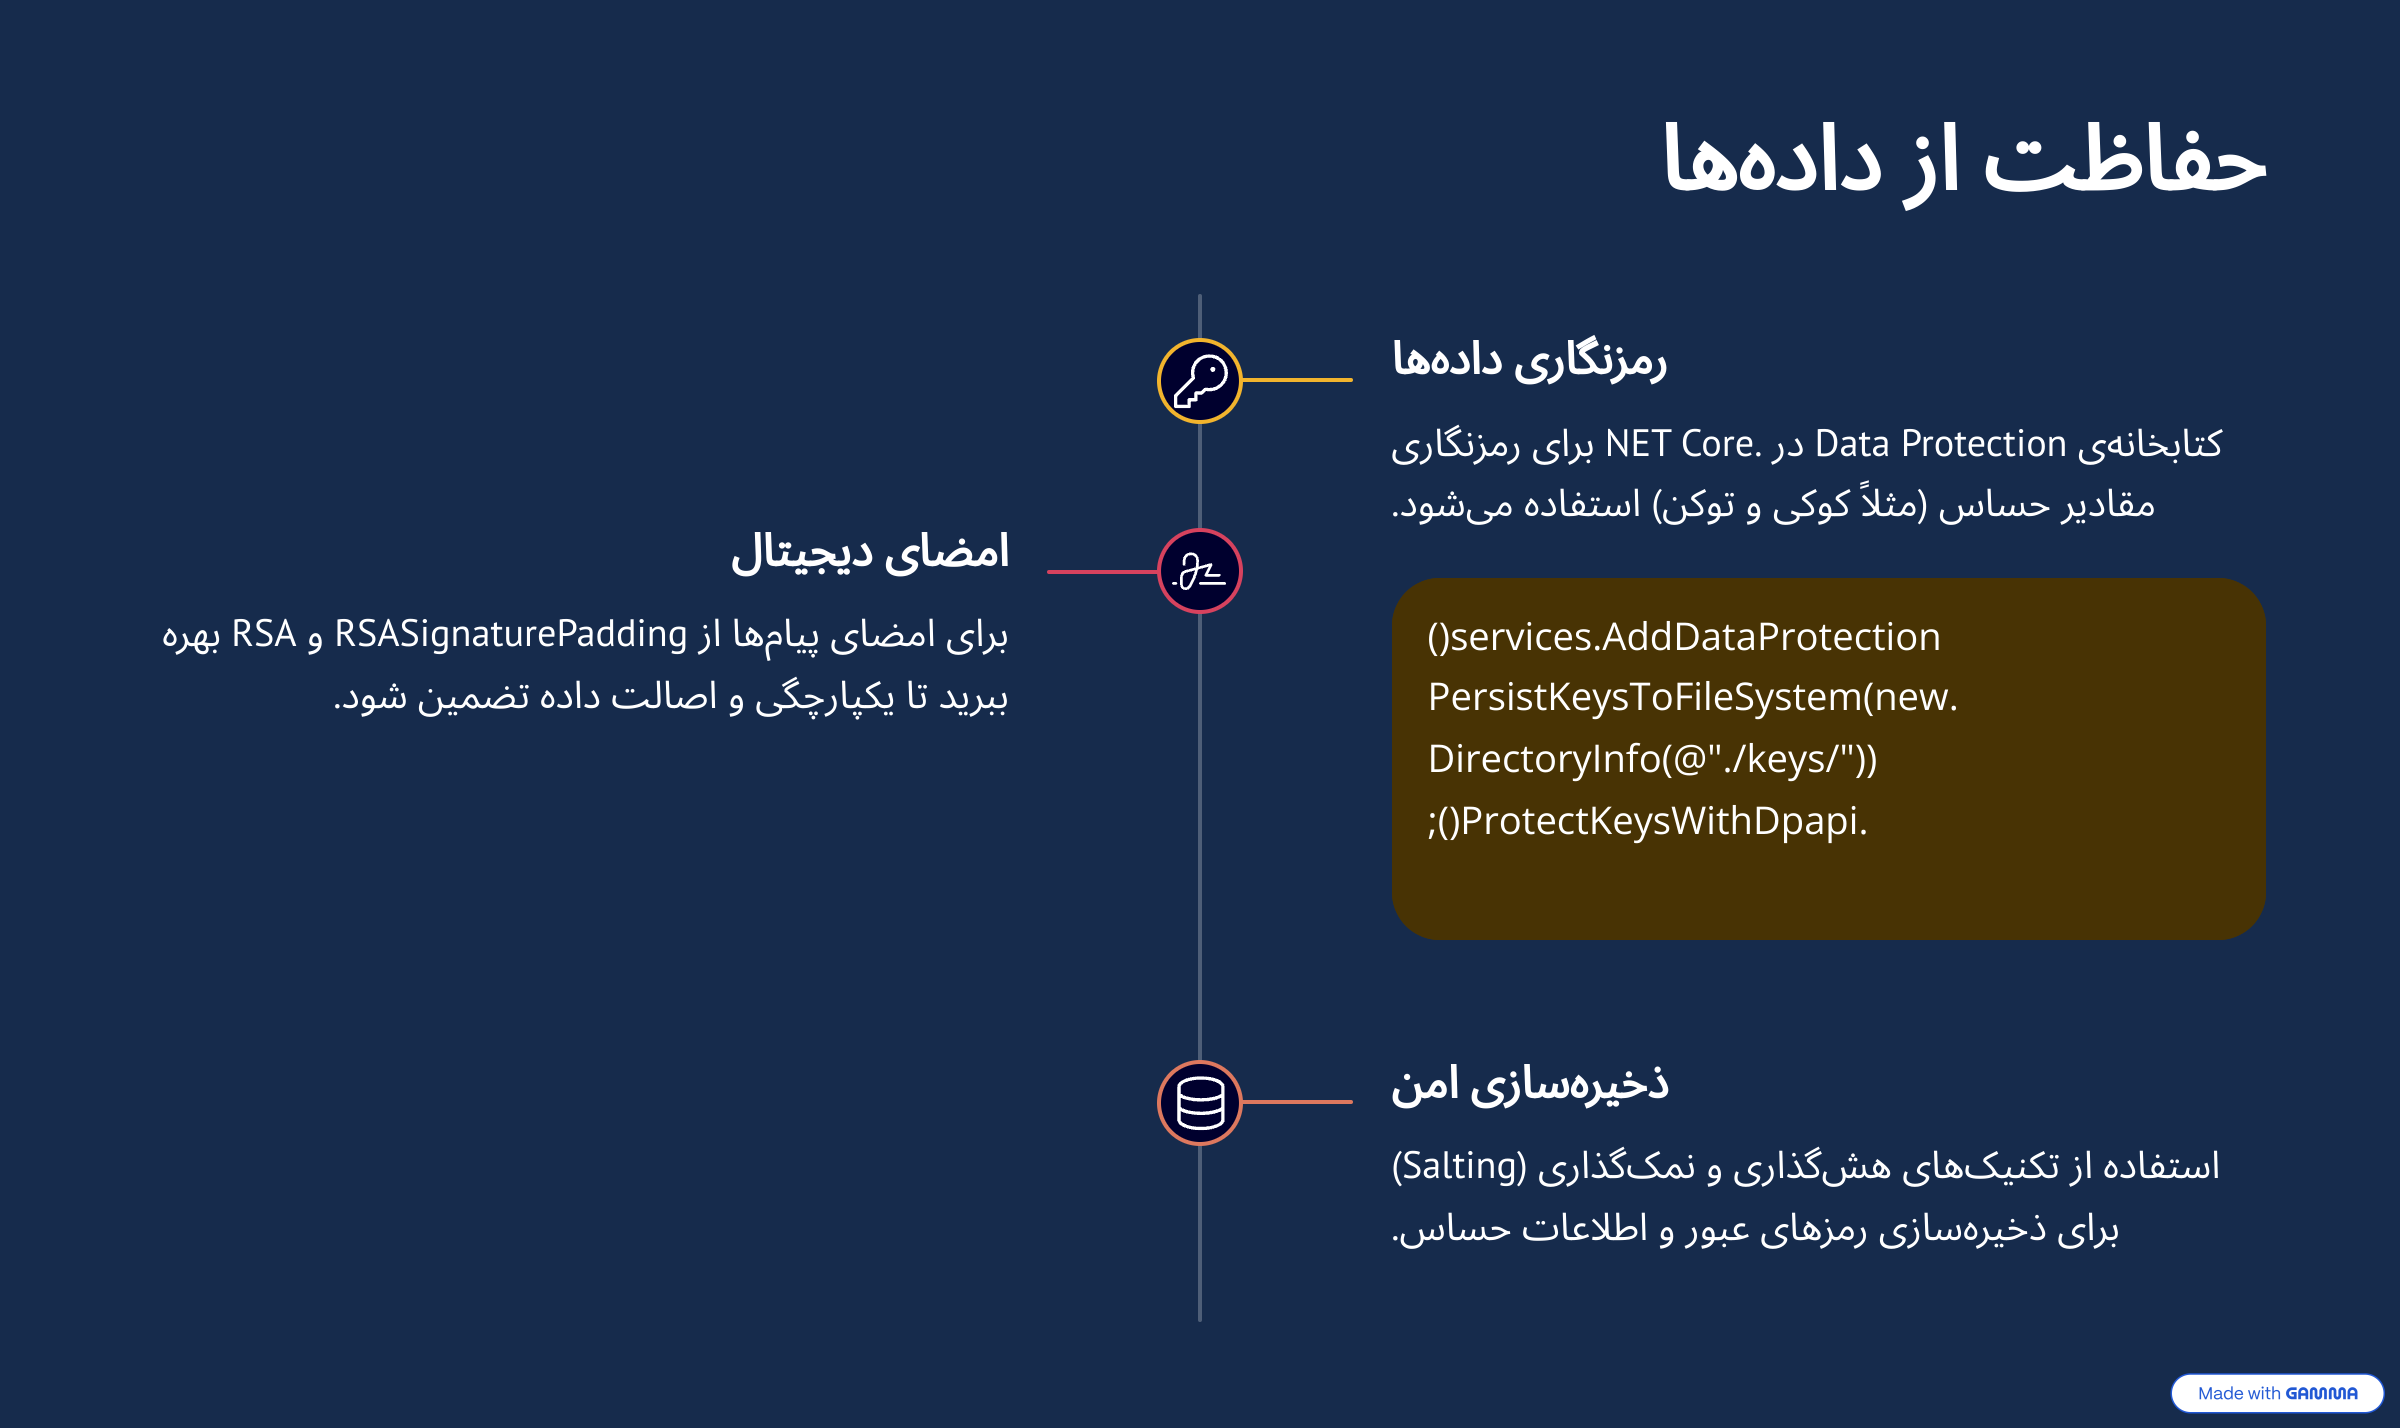 حفاظت از داده‌ها
رمزنگاری داده‌ها
کتابخانه‌ی Data Protection در .NET Core برای رمزنگاری
مقادیر حساس (مثلاً کوکی و توکن) استفاده می‌شود.
services.AddDataProtection()
.PersistKeysToFileSystem(new
DirectoryInfo(@"./keys/"))
.ProtectKeysWithDpapi();
امضای دیجیتال
برای امضای پیام‌ها از RSASignaturePadding و RSA بهره
ببرید تا یکپارچگی و اصالت داده تضمین شود.
ذخیره‌سازی امن
استفاده از تکنیک‌های هش‌گذاری و نمک‌گذاری (Salting)
برای ذخیره‌سازی رمزهای عبور و اطلاعات حساس.
Made with GAMMA